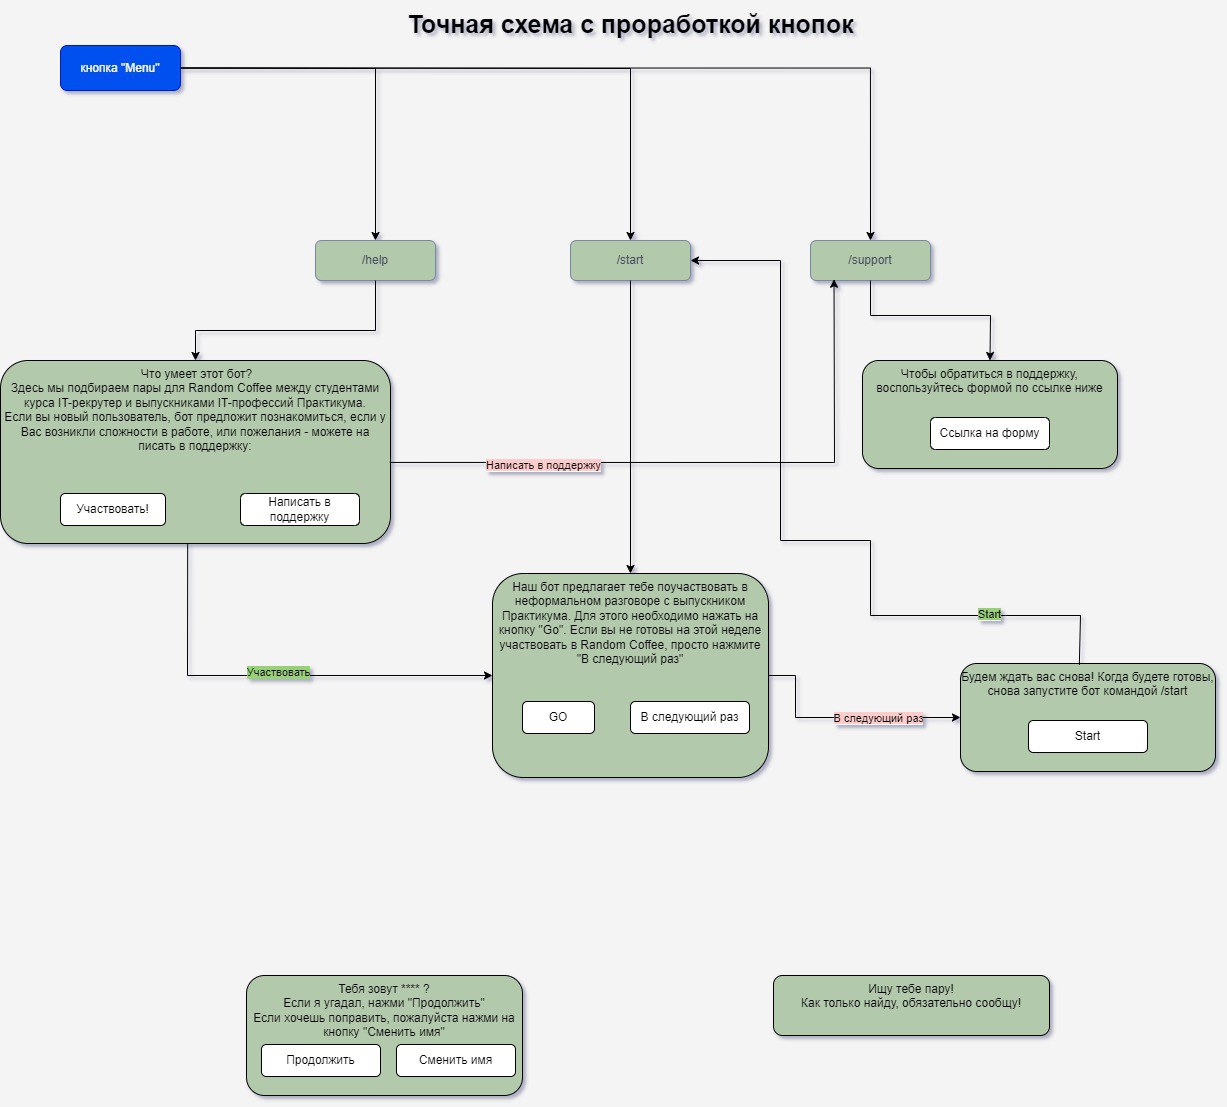 Точная схема с проработкой кнопок
кнопка "Menu"
/help
/start
/support
Что умеет этот бот?
Здесь мы подбираем пары для Random Coffee между студентами
курса IT-рекрутер и выпускниками IT-профессий Практикума.
Если вы новый пользователь, бот предложит познакомиться, если у
Вас возникли сложности в работе, или пожелания - можете на
писать в поддержку:
Участвовать!
Написать в
поддержку
Чтобы обратиться в поддержку,
воспользуйтесь формой по ссылке ниже
Ссылка на форму
Написать в поддержку
Наш бот предлагает тебе поучаствовать в
неформальном разговоре с выпускником
Практикума. Для этого необходимо нажать на
кнопку "Go". Если вы не готовы на этой неделе
участвовать в Random Coffee, просто нажмите
"В следующий раз"
GO
В следующий раз
Участвовать
Start
Будем ждать вас снова! Когда будете готовы,
снова запустите бот командой /start
Start
В следующий раз
Тебя зовут **** ?
Если я угадал, нажми "Продолжить"
Если хочешь поправить, пожалуйста нажми на
кнопку "Сменить имя"
Продолжить
Сменить имя
Ищу тебе пару!
Как только найду, обязательно сообщу!